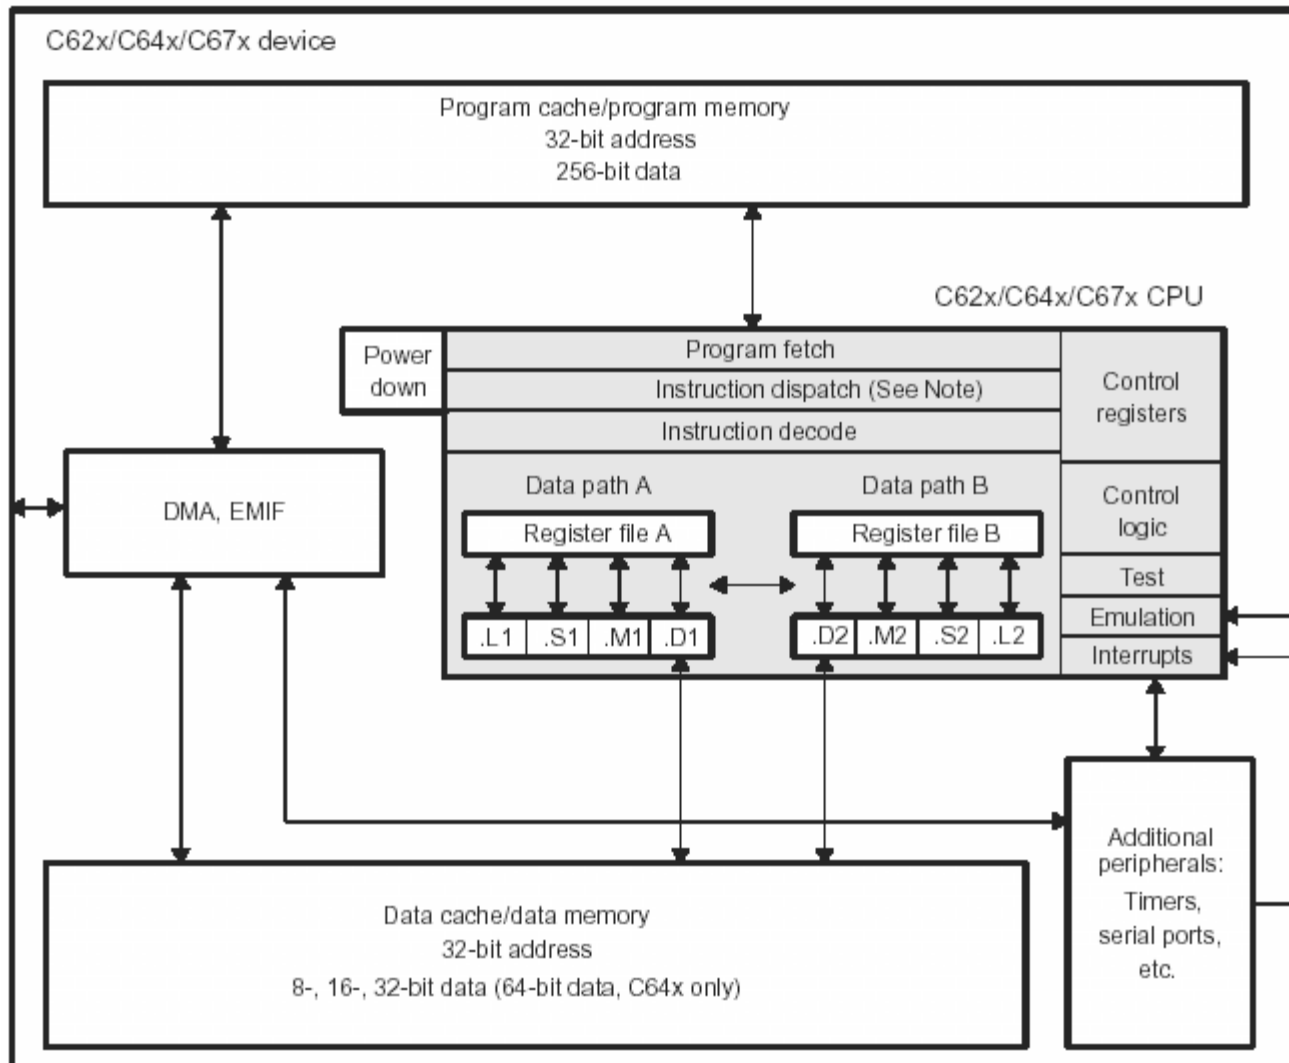 C62x/C64x/C67x device
Program cache/program memory
32-bit address
256-bit data
C62x/C64x/C67x CPU
Power
down
Program fetch
Instruction dispatch (See Note)
Instruction decode
Control
registers
Data path A
Data path B
Control
logic
DMA, EMIF
Register file A
Register file B
Test
Emulation
Interrupts
.L1
.S1
.M1
.D1
.D2
.M2
.S2
.L2
Additional
peripherals:
Timers,
serial ports,
etc.
Data cache/data memory
32-bit address
8-, 16-, 32-bit data (64-bit data, C64x only)